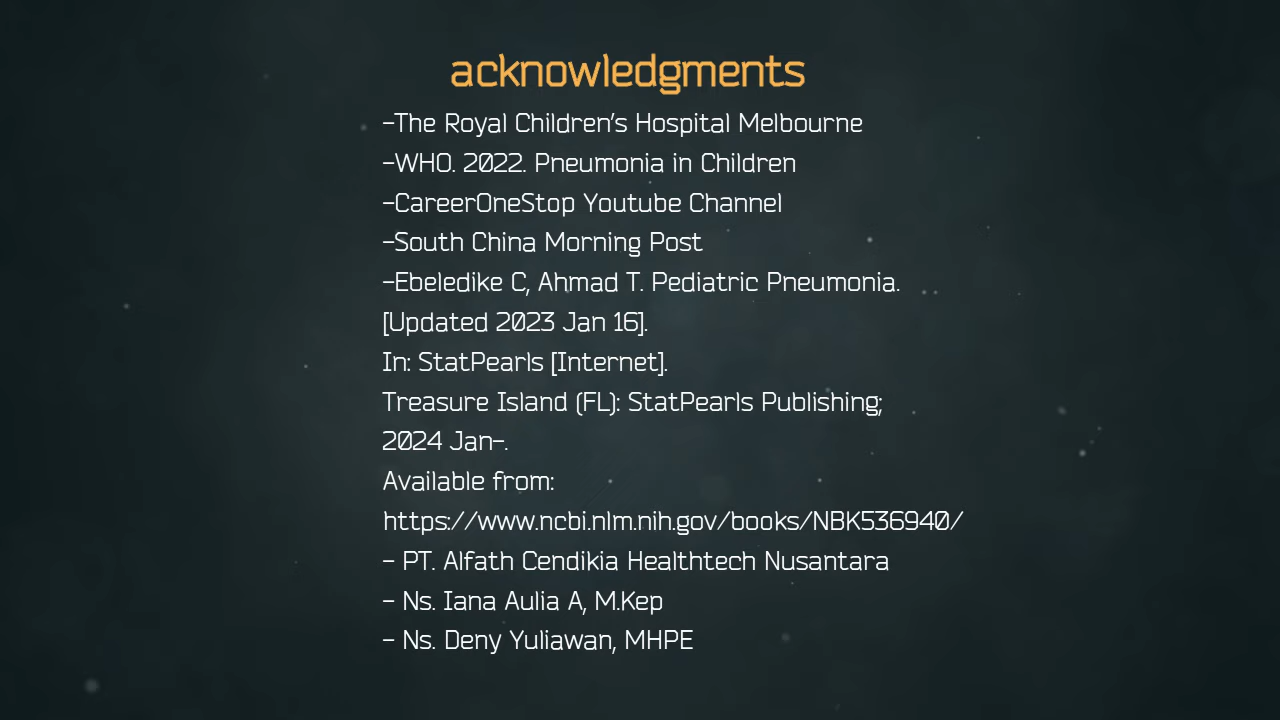 acknowledgments
-The Royal Children's Hospital Melbourne
-WHO. 2022. Pneumonia in Children
-CareerOneStop Youtube Channel
-South China Morning Post
-Ebeledike C, Ahmad T. Pediatric Pneumonia.
[Updated 2023 Jan 16].
In: StatPearls [Internet].
Treasure Island (FL): StatPearls Publishing;
2024 Jan-.
Available from:
https://www.ncbi.nlm.nih.gov/books/NBK536940/
- PT. Alfath Cendikia Healthtech Nusantara
- Ns. Iana Aulia A, M.Kep
- Ns. Deny Yuliawan, MHPE